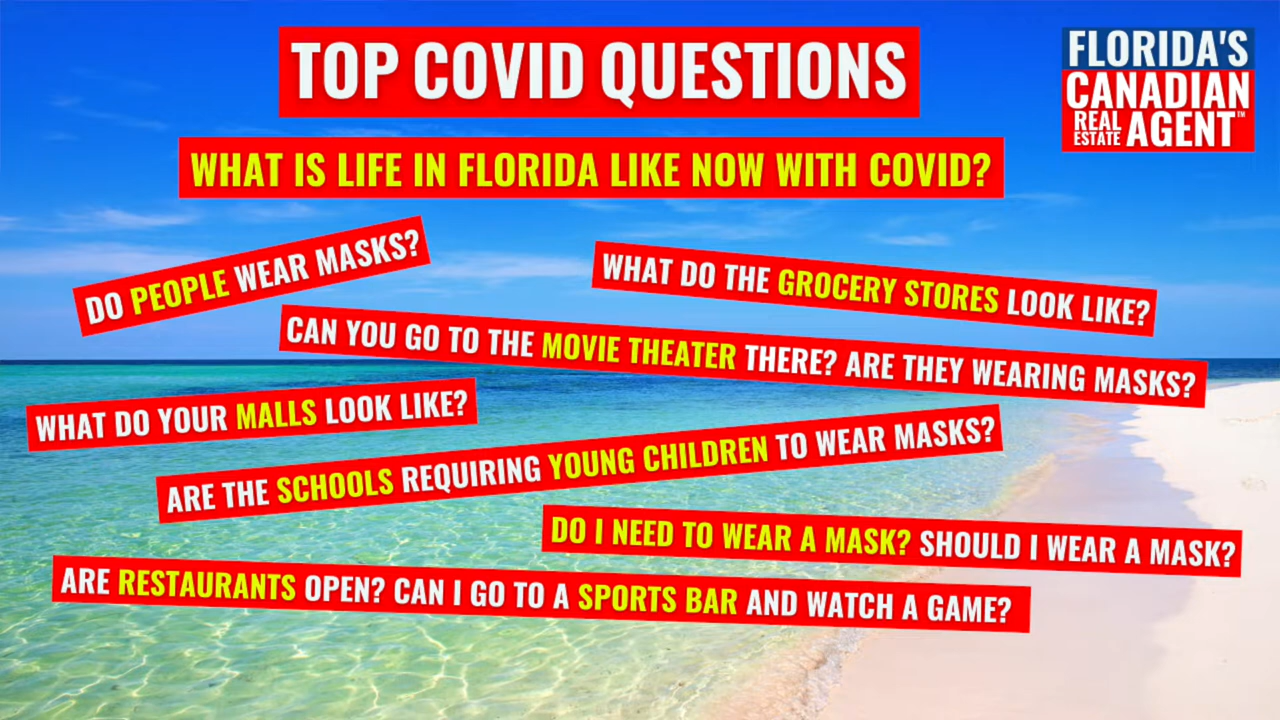 TOP COVID QUESTIONS
FLORIDA'S
CANADIAN
REAL ESTATE AGENT™
WHAT IS LIFE IN FLORIDA LIKE NOW WITH COVID?
DO PEOPLE WEAR MASKS?
WHAT DO THE GROCERY STORES LOOK LIKE?
CAN YOU GO TO THE MOVIE THEATER THERE? ARE THEY WEARING MASKS?
WHAT DO YOUR MALLS LOOK LIKE?
ARE THE SCHOOLS REQUIRING YOUNG CHILDREN TO WEAR MASKS?
DO I NEED TO WEAR A MASK? SHOULD I WEAR A MASK?
ARE RESTAURANTS OPEN? CAN I GO TO A SPORTS BAR AND WATCH A GAME?